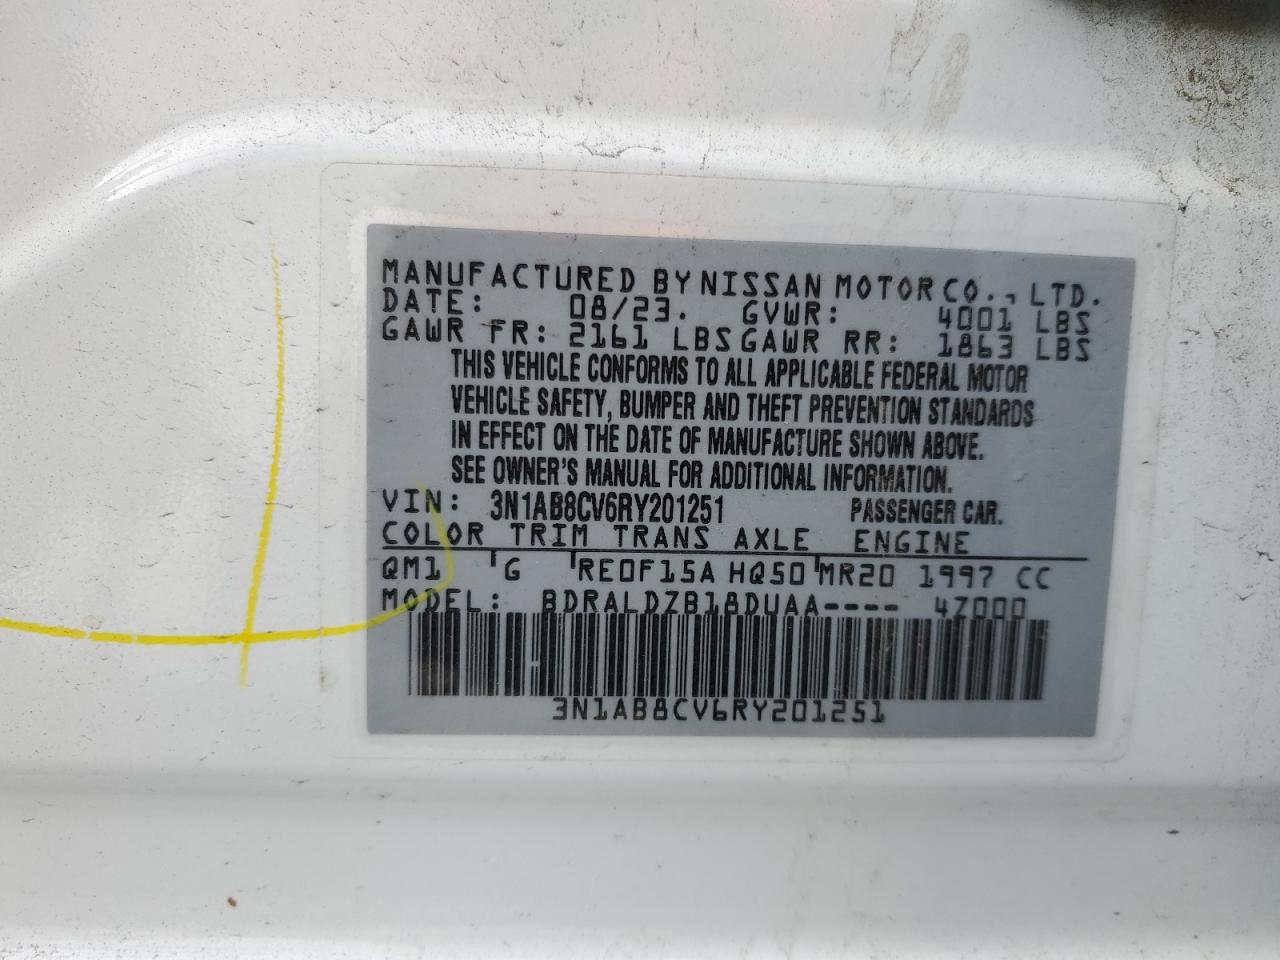 MANUFACTURED BY NISSAN MOTOR CO., LTD.
DATE: 08/23. GVWR: 4001 LBS
GAWR FR: 2161 LBS GAWR RR: 1863 LBS
THIS VEHICLE CONFORMS TO ALL APPLICABLE FEDERAL MOTOR
VEHICLE SAFETY, BUMPER AND THEFT PREVENTION STANDARDS
IN EFFECT ON THE DATE OF MANUFACTURE SHOWN ABOVE.
SEE OWNER'S MANUAL FOR ADDITIONAL INFORMATION.
VIN: 3N1AB8CV6RY201251 PASSENGER CAR.
COLOR TRIM TRANS AXLE ENGINE
QM1 G RE0F15A HQ50 MR20 1997 CC
MODEL: BDRALDZB18DUAA---- 4Z000
3N1AB8CV6RY201251